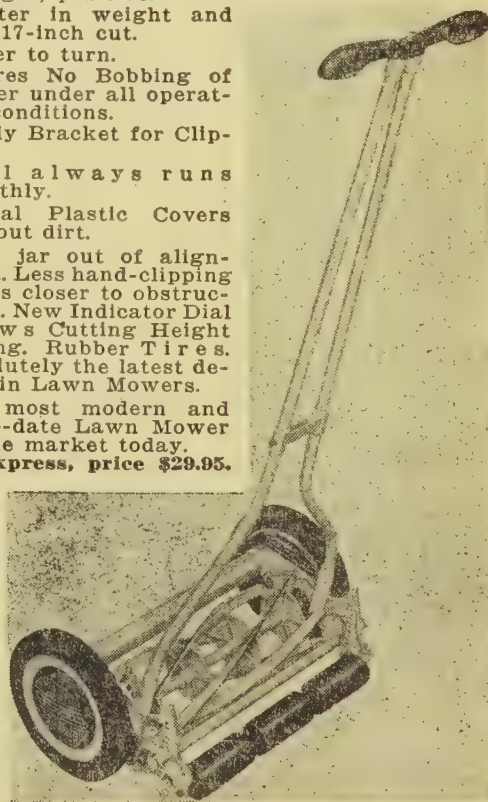 ter in weight and
17-inch cut.
er to turn.
res No Bobbing of
er under all operat-
conditions.
ly Bracket for Clip-
l always runs
thly.
al Plastic Covers
out dirt.
jar out of align-
. Less hand-clipping
s closer to obstruc-
. New Indicator Dial
ws Cutting Height
ng. Rubber Tires.
lutely the latest de-
in Lawn Mowers.
most modern and
-date Lawn Mower
e market today.
xpress, price $29.95.